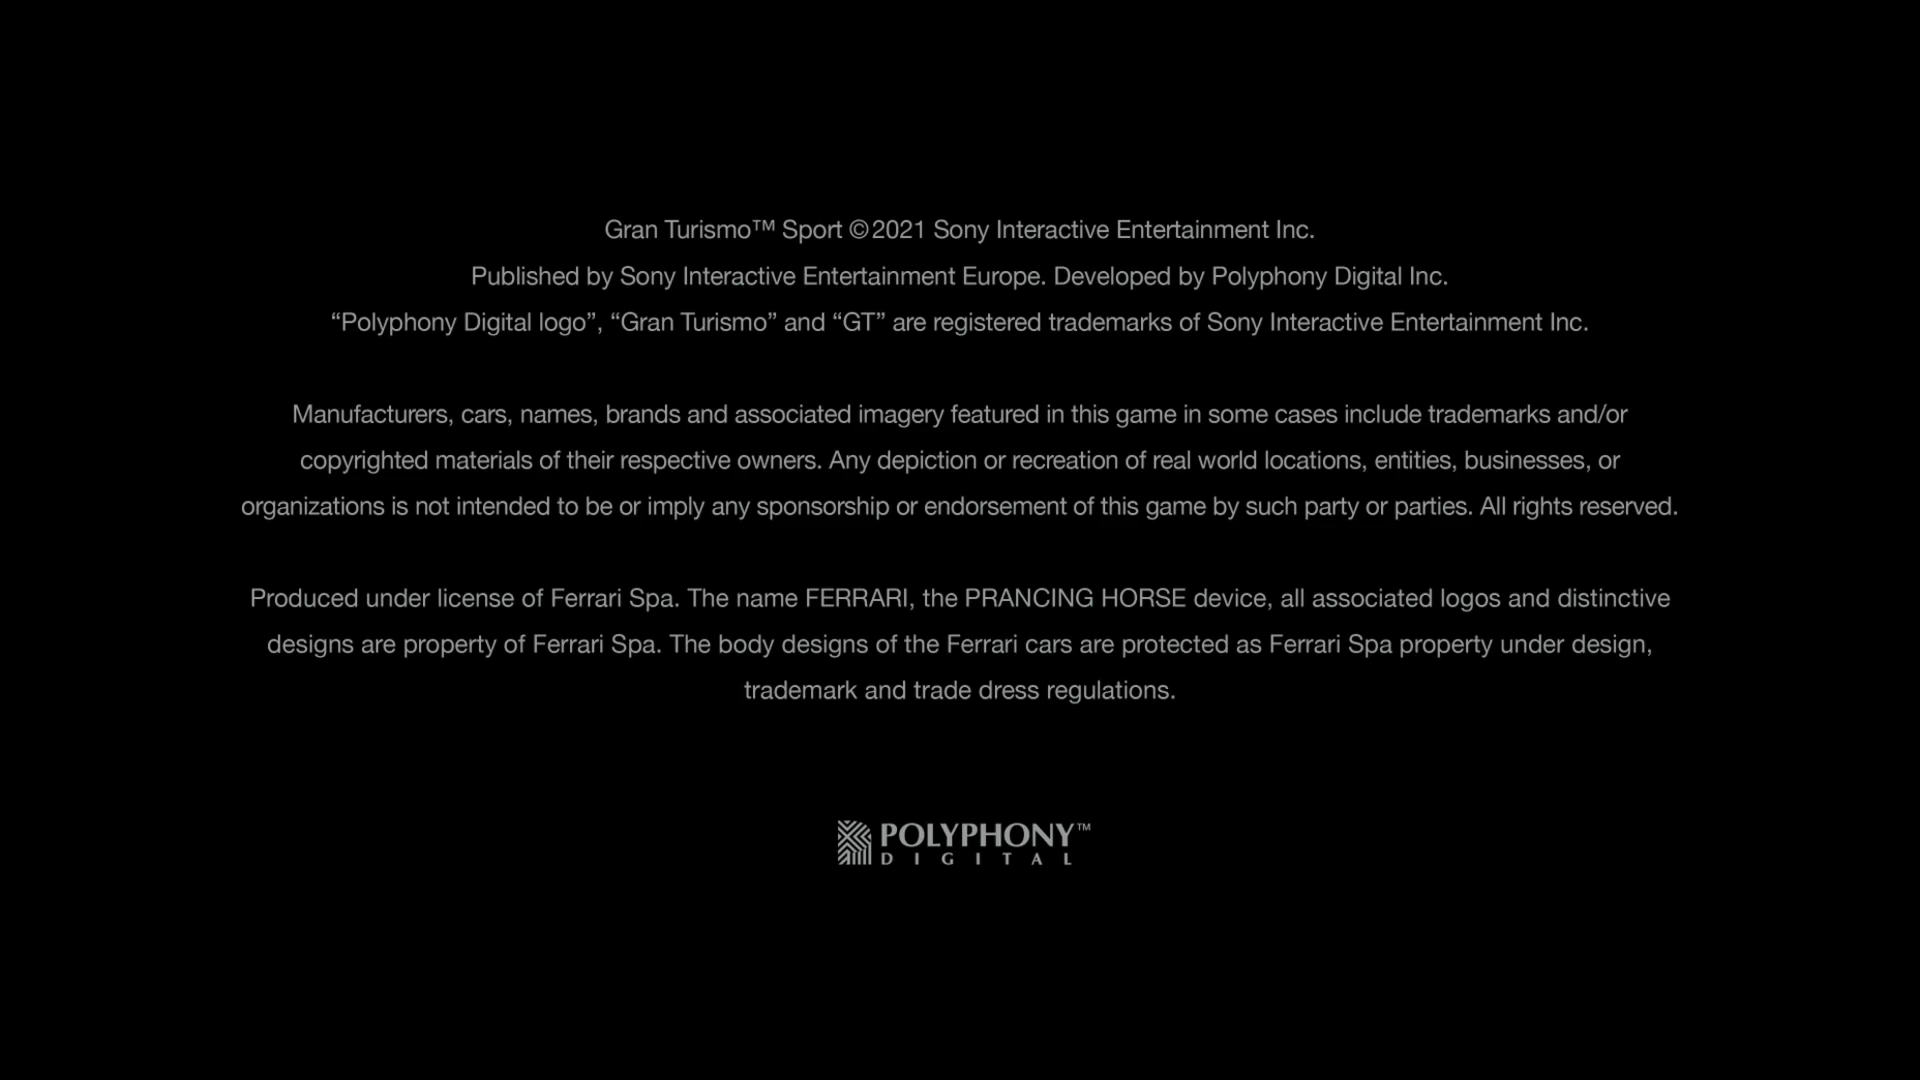 Gran Turismo™ Sport ©2021 Sony Interactive Entertainment Inc.
Published by Sony Interactive Entertainment Europe. Developed by Polyphony Digital Inc.
“Polyphony Digital logo”, “Gran Turismo” and “GT” are registered trademarks of Sony Interactive Entertainment Inc.
Manufacturers, cars, names, brands and associated imagery featured in this game in some cases include trademarks and/or
copyrighted materials of their respective owners. Any depiction or recreation of real world locations, entities, businesses, or
organizations is not intended to be or imply any sponsorship or endorsement of this game by such party or parties. All rights reserved.
Produced under license of Ferrari Spa. The name FERRARI, the PRANCING HORSE device, all associated logos and distinctive
designs are property of Ferrari Spa. The body designs of the Ferrari cars are protected as Ferrari Spa property under design,
trademark and trade dress regulations.
POLYPHONY™
DIGITAL